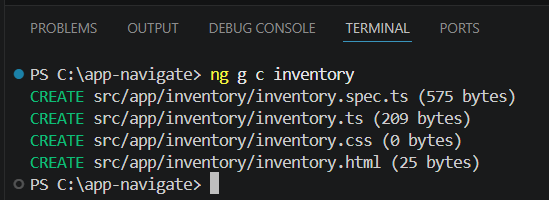 PROBLEMS OUTPUT DEBUG CONSOLE TERMINAL PORTS
PS C:\app-navigate> ng g c inventory
CREATE src/app/inventory/inventory.spec.ts (575 bytes)
CREATE src/app/inventory/inventory.ts (209 bytes)
CREATE src/app/inventory/inventory.css (0 bytes)
CREATE src/app/inventory/inventory.html (25 bytes)
PS C:\app-navigate>